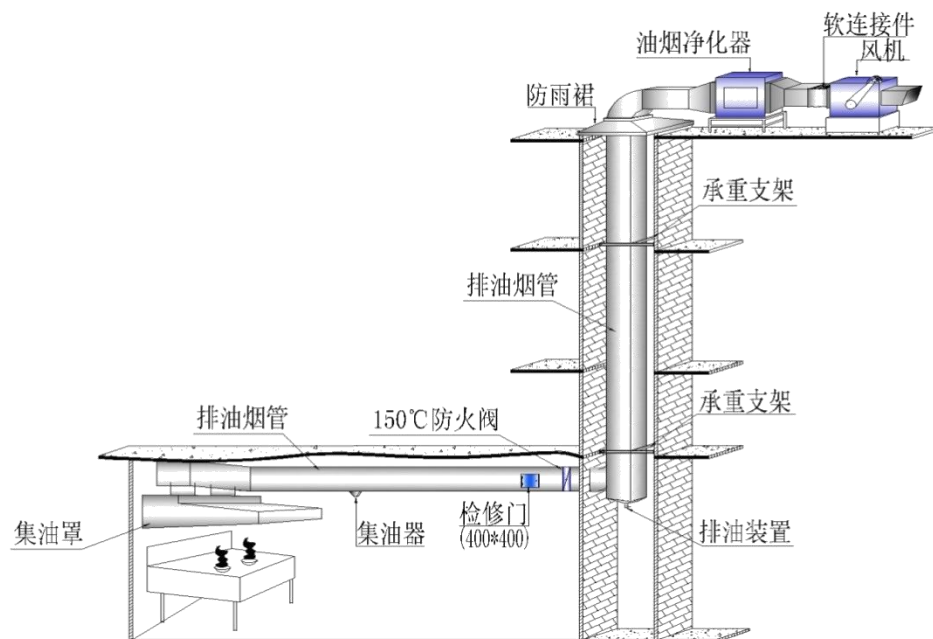 软连接件
油烟净化器
风机
防雨裙
承重支架
排油烟管
承重支架
排油烟管
150℃防火阀
集油罩
集油器
检修门
(400*400)
排油装置